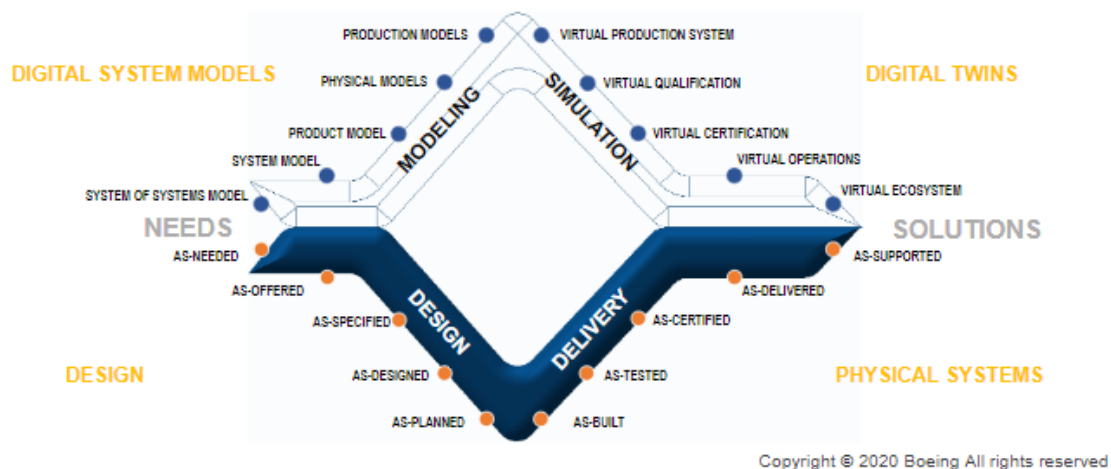 PRODUCTION MODELS
VIRTUAL PRODUCTION SYSTEM
DIGITAL SYSTEM MODELS
PHYSICAL MODELS
VIRTUAL QUALIFICATION
DIGITAL TWINS
MODELING
SIMULATION
PRODUCT MODEL
VIRTUAL CERTIFICATION
SYSTEM MODEL
VIRTUAL OPERATIONS
SYSTEM OF SYSTEMS MODEL
VIRTUAL ECOSYSTEM
NEEDS
SOLUTIONS
AS-NEEDED
AS-SUPPORTED
AS-OFFERED
AS-DELIVERED
DESIGN
DELIVERY
AS-SPECIFIED
AS-CERTIFIED
DESIGN
AS-DESIGNED
AS-TESTED
PHYSICAL SYSTEMS
AS-PLANNED
AS-BUILT
Copyright © 2020 Boeing All rights reserved